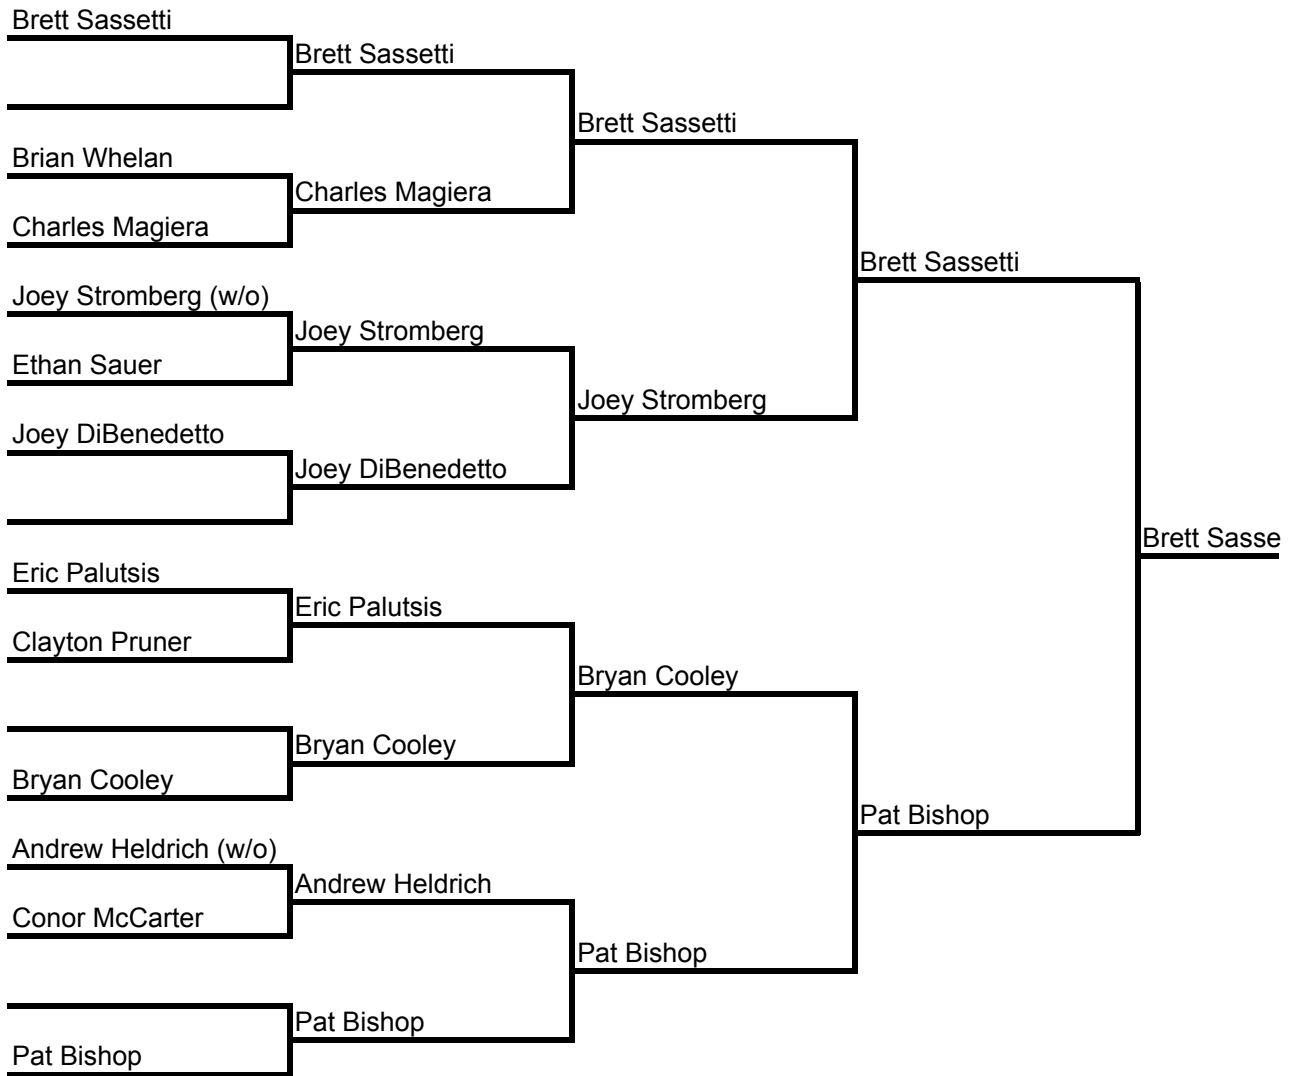 Brett Sassetti
Brett Sassetti
Brett Sassetti
Brian Whelan
Charles Magiera
Charles Magiera
Brett Sassetti
Joey Stromberg (w/o)
Joey Stromberg
Ethan Sauer
Joey Stromberg
Joey DiBenedetto
Joey DiBenedetto
Brett Sasse
Eric Palutsis
Eric Palutsis
Clayton Pruner
Bryan Cooley
Bryan Cooley
Bryan Cooley
Pat Bishop
Andrew Heldrich (w/o)
Andrew Heldrich
Conor McCarter
Pat Bishop
Pat Bishop
Pat Bishop